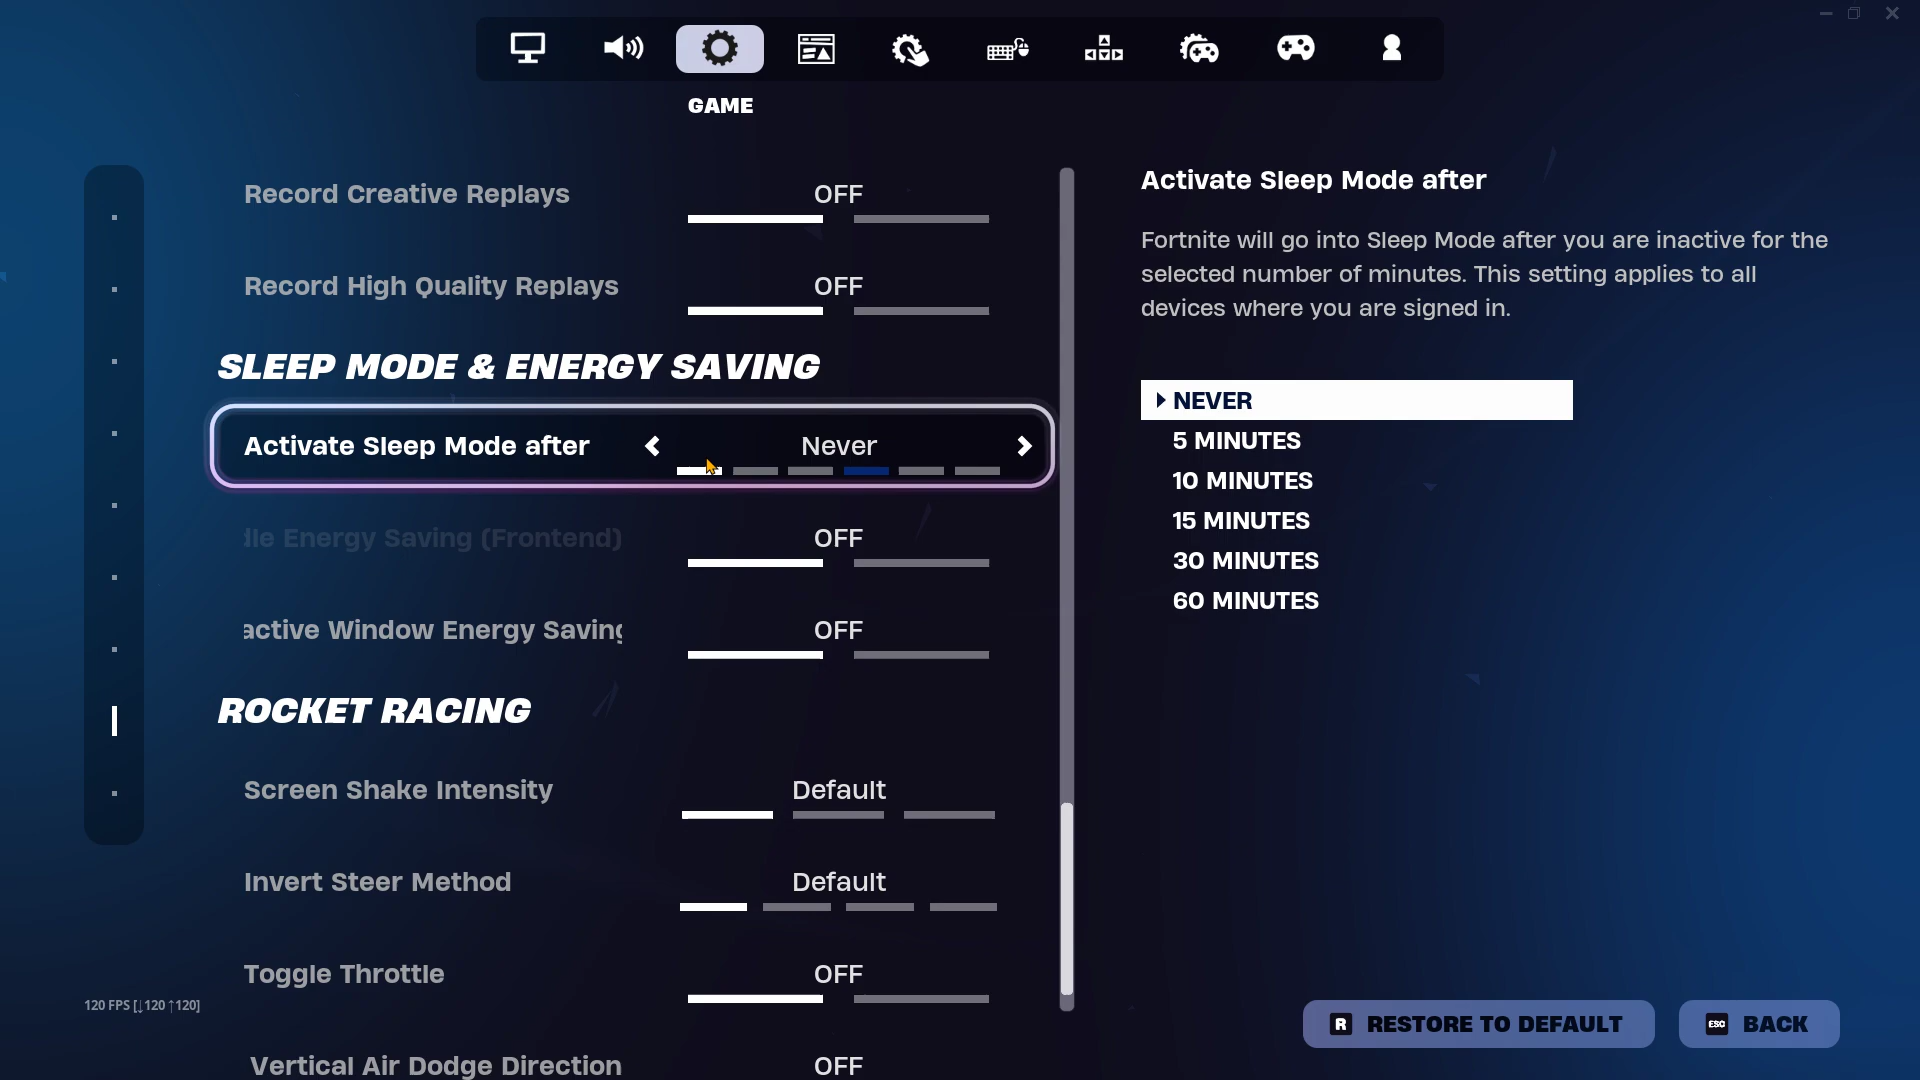 GAME
Record Creative Replays OFF
Record High Quality Replays OFF
SLEEP MODE & ENERGY SAVING
Activate Sleep Mode after Never
dle Energy Saving (Frontend) OFF
active Window Energy Saving OFF
ROCKET RACING
Screen Shake Intensity Default
Invert Steer Method Default
Toggle Throttle OFF
Vertical Air Dodge Direction OFF
120 FPS [↓120 ↑120]
Activate Sleep Mode after
Fortnite will go into Sleep Mode after you are inactive for the
selected number of minutes. This setting applies to all
devices where you are signed in.
NEVER
5 MINUTES
10 MINUTES
15 MINUTES
30 MINUTES
60 MINUTES
R RESTORE TO DEFAULT
ESC BACK